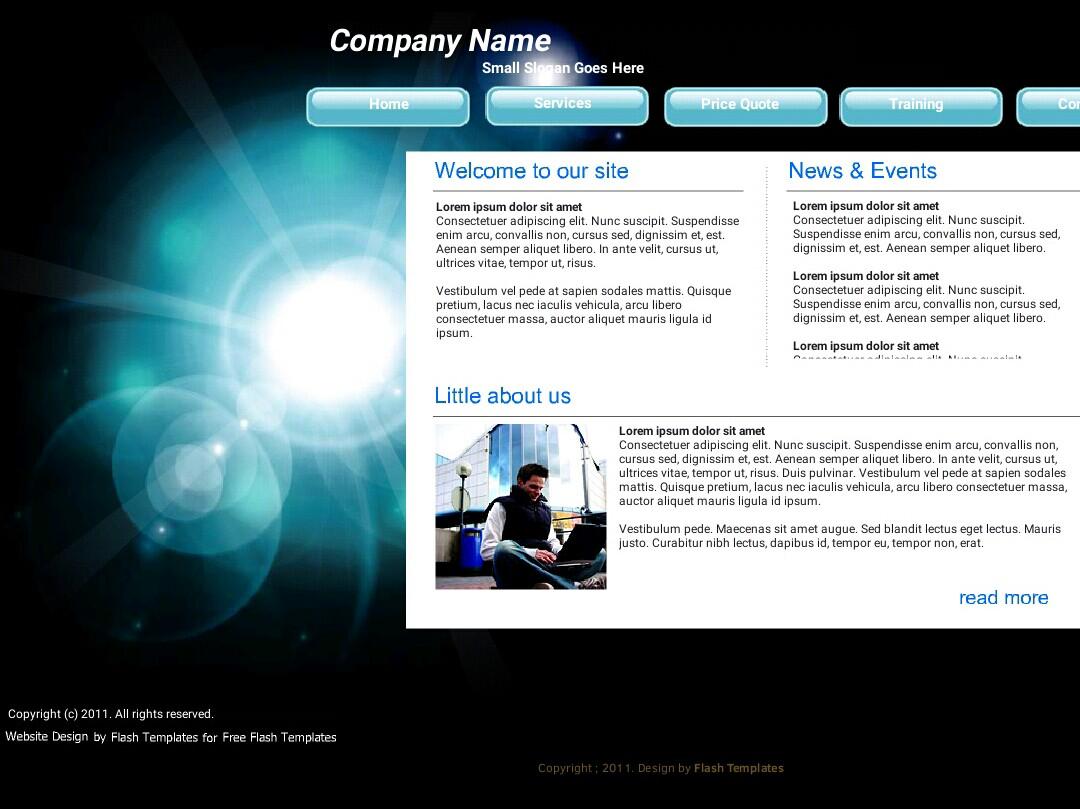 Company Name
Small Slogan Goes Here
Home
Services
Price Quote
Training
Welcome to our site
Lorem ipsum dolor sit amet
Consectetuer adipiscing elit. Nunc suscipit. Suspendisse
enim arcu, convallis non, cursus sed, dignissim et, est.
Aenean semper aliquet libero. In ante velit, cursus ut,
ultrices vitae, tempor ut, risus.
Vestibulum vel pede at sapien sodales mattis. Quisque
pretium, lacus nec iaculis vehicula, arcu libero
consectetuer massa, auctor aliquet mauris ligula id
ipsum.
News & Events
Lorem ipsum dolor sit amet
Consectetuer adipiscing elit. Nunc suscipit.
Suspendisse enim arcu, convallis non, cursus sed,
dignissim et, est. Aenean semper aliquet libero.
Lorem ipsum dolor sit amet
Consectetuer adipiscing elit. Nunc suscipit.
Suspendisse enim arcu, convallis non, cursus sed,
dignissim et, est. Aenean semper aliquet libero.
Lorem ipsum dolor sit amet
Little about us
Lorem ipsum dolor sit amet
Consectetuer adipiscing elit. Nunc suscipit. Suspendisse enim arcu, convallis non,
cursus sed, dignissim et, est. Aenean semper aliquet libero. In ante velit, cursus ut,
ultrices vitae, tempor ut, risus. Duis pulvinar. Vestibulum vel pede at sapien sodales
mattis. Quisque pretium, lacus nec iaculis vehicula, arcu libero consectetuer massa,
auctor aliquet mauris ligula id ipsum.
Vestibulum pede. Maecenas sit amet augue. Sed blandit lectus eget lectus. Mauris
justo. Curabitur nibh lectus, dapibus id, tempor eu, tempor non, erat.
read more
Copyright (c) 2011. All rights reserved.
Website Design by Flash Templates for Free Flash Templates
Copyright ; 2011. Design by Flash Templates